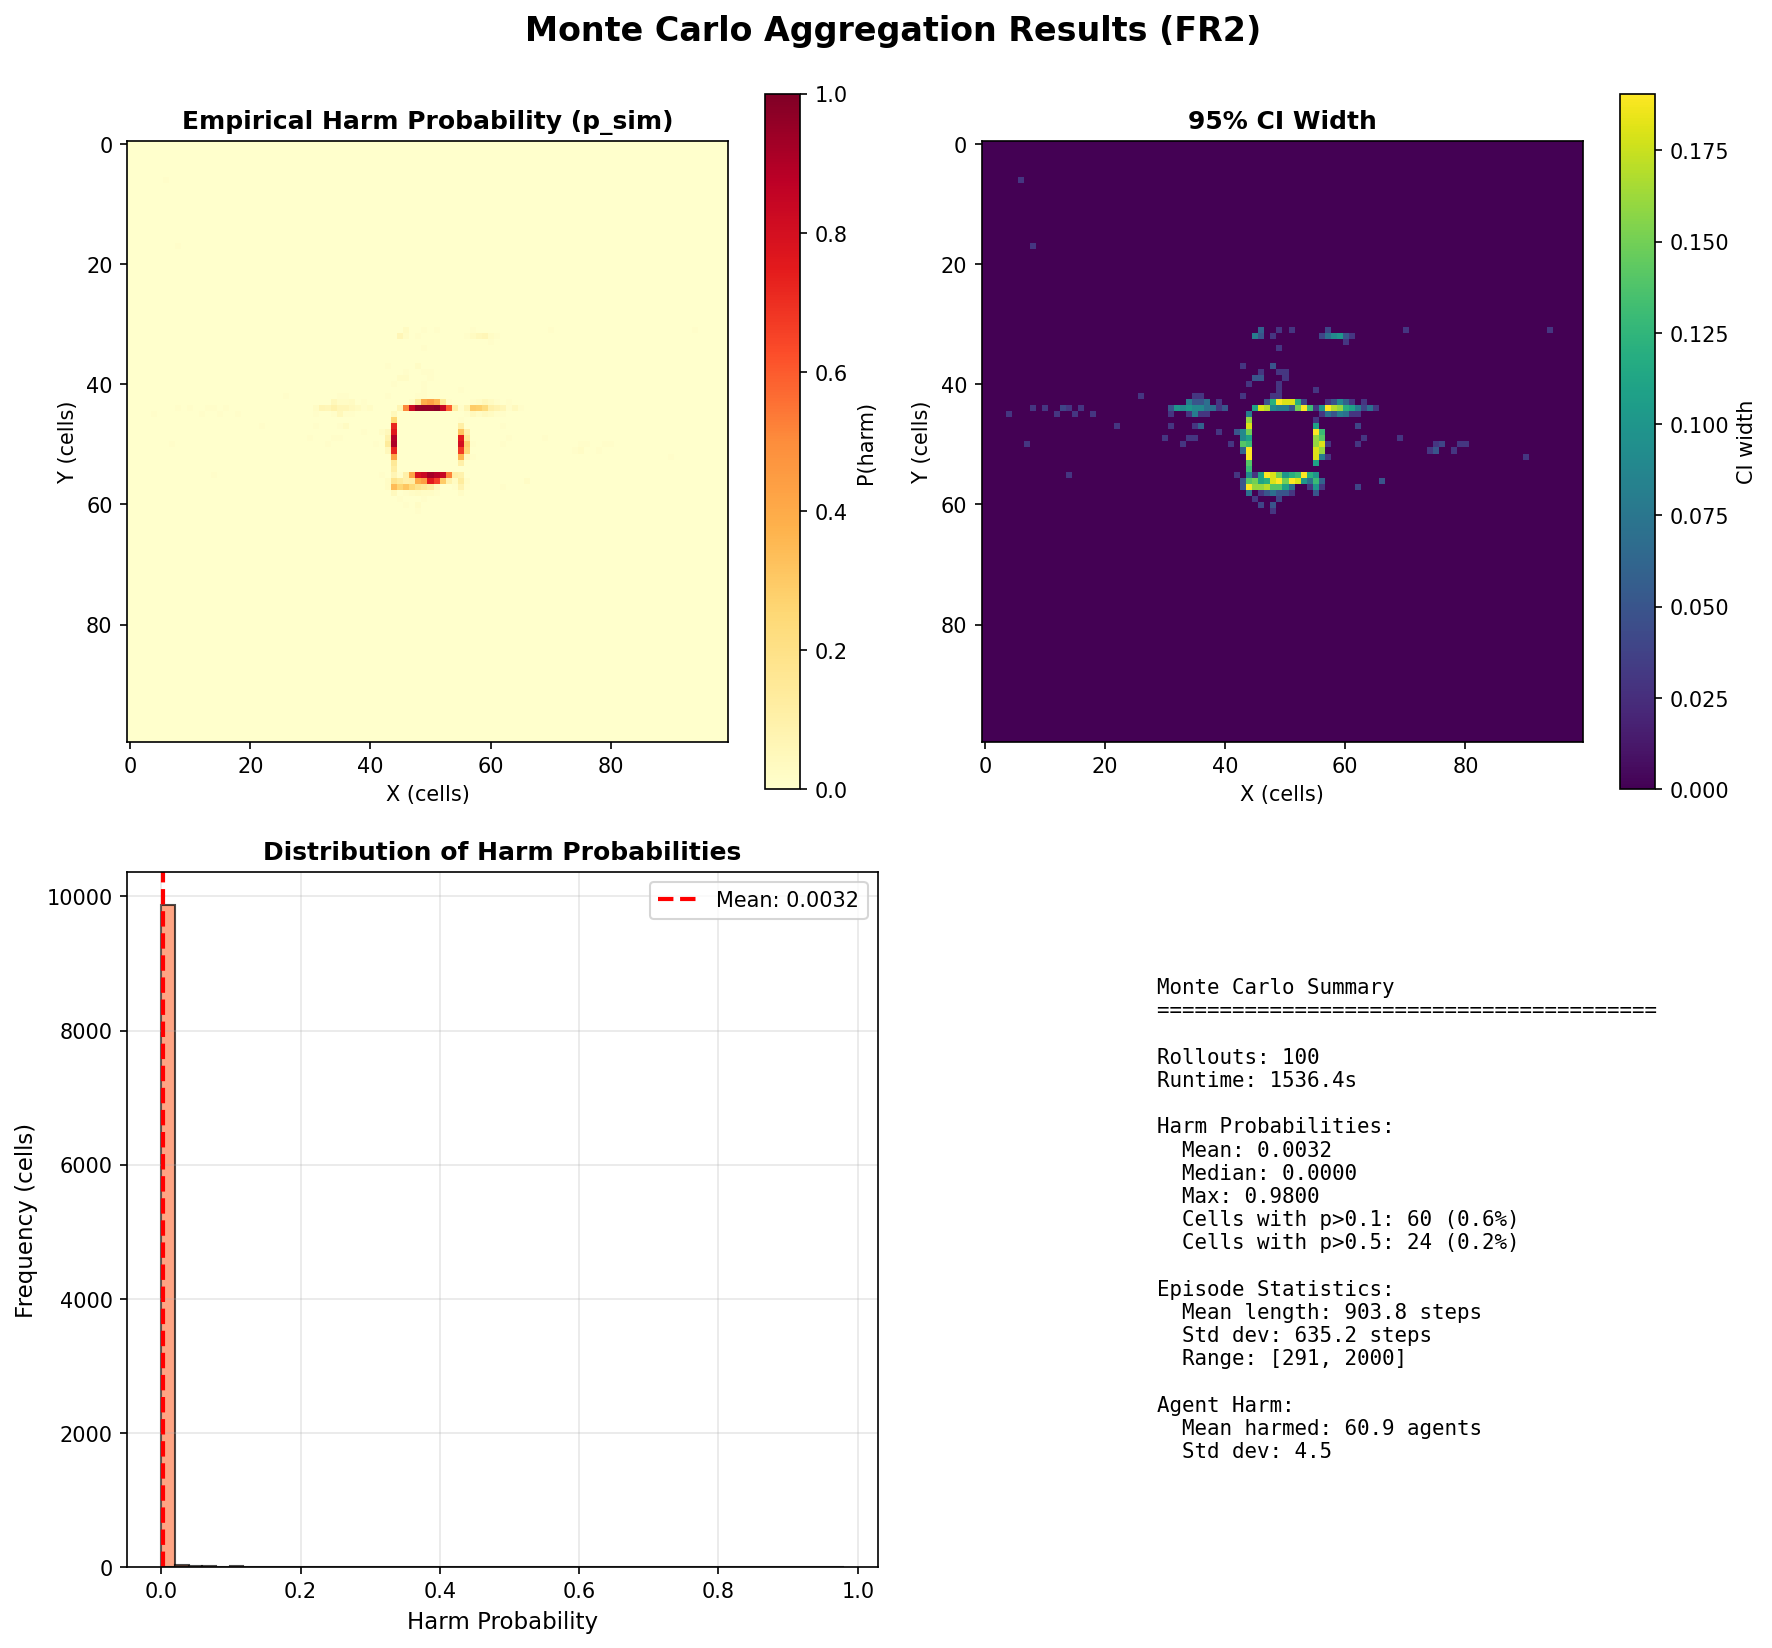 Monte Carlo Aggregation Results (FR2)
Empirical Harm Probability (p_sim)
0
20
40
60
80
0
20
40
60
80
X (cells)
Y (cells)
1.0
0.8
0.6
0.4
0.2
0.0
P(harm)
95% CI Width
0
20
40
60
80
0
20
40
60
80
X (cells)
Y (cells)
0.175
0.150
0.125
0.100
0.075
0.050
0.025
0.000
CI width
Distribution of Harm Probabilities
Mean: 0.0032
10000
8000
6000
4000
2000
0
0.0
0.2
0.4
0.6
0.8
1.0
Harm Probability
Frequency (cells)
Monte Carlo Summary
========================================
Rollouts: 100
Runtime: 1536.4s
Harm Probabilities:
Mean: 0.0032
Median: 0.0000
Max: 0.9800
Cells with p>0.1: 60 (0.6%)
Cells with p>0.5: 24 (0.2%)
Episode Statistics:
Mean length: 903.8 steps
Std dev: 635.2 steps
Range: [291, 2000]
Agent Harm:
Mean harmed: 60.9 agents
Std dev: 4.5